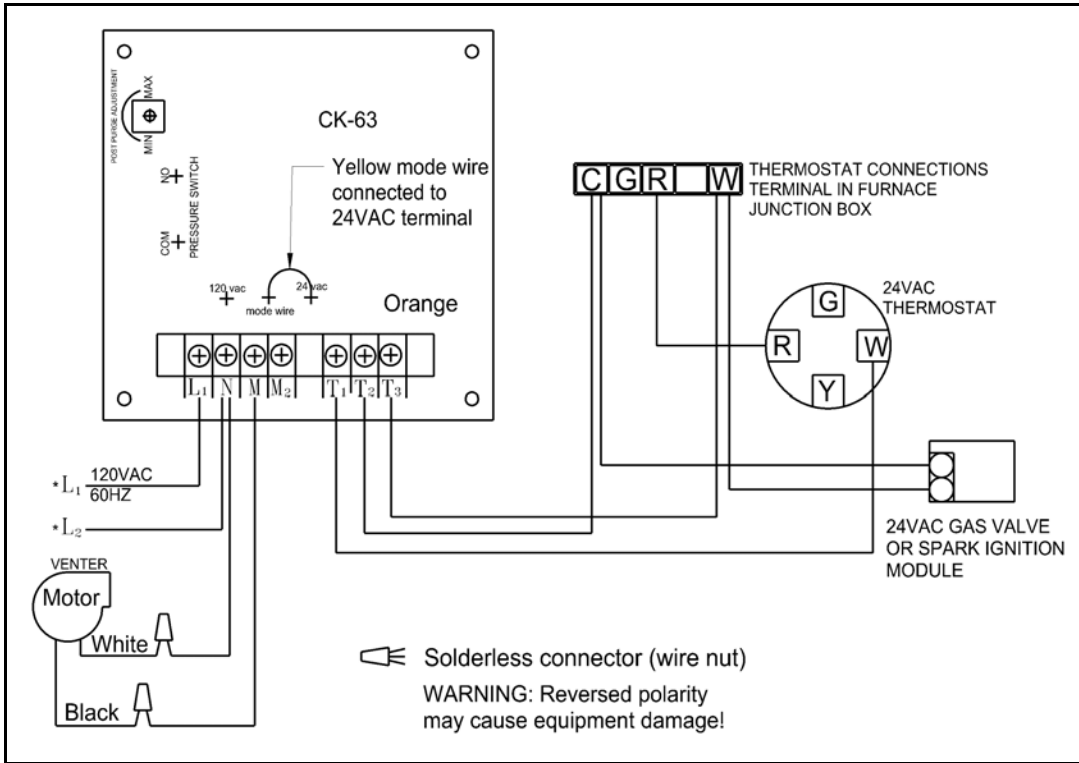 POST PURGE ADJUSTMENT
MAX
MIN
CK-63
Yellow mode wire
connected to
24VAC terminal
NO
COM
PRESSURE SWITCH
120 vac
24 vac
mode wire
Orange
L1 N M M2 T1 T2 T3
C G R W
THERMOSTAT CONNECTIONS
TERMINAL IN FURNACE
JUNCTION BOX
24VAC
THERMOSTAT
G
R
W
Y
24VAC GAS VALVE
OR SPARK IGNITION
MODULE
*L1 120VAC
60HZ
*L2
VENTER
Motor
White
Black
Solderless connector (wire nut)
WARNING: Reversed polarity
may cause equipment damage!